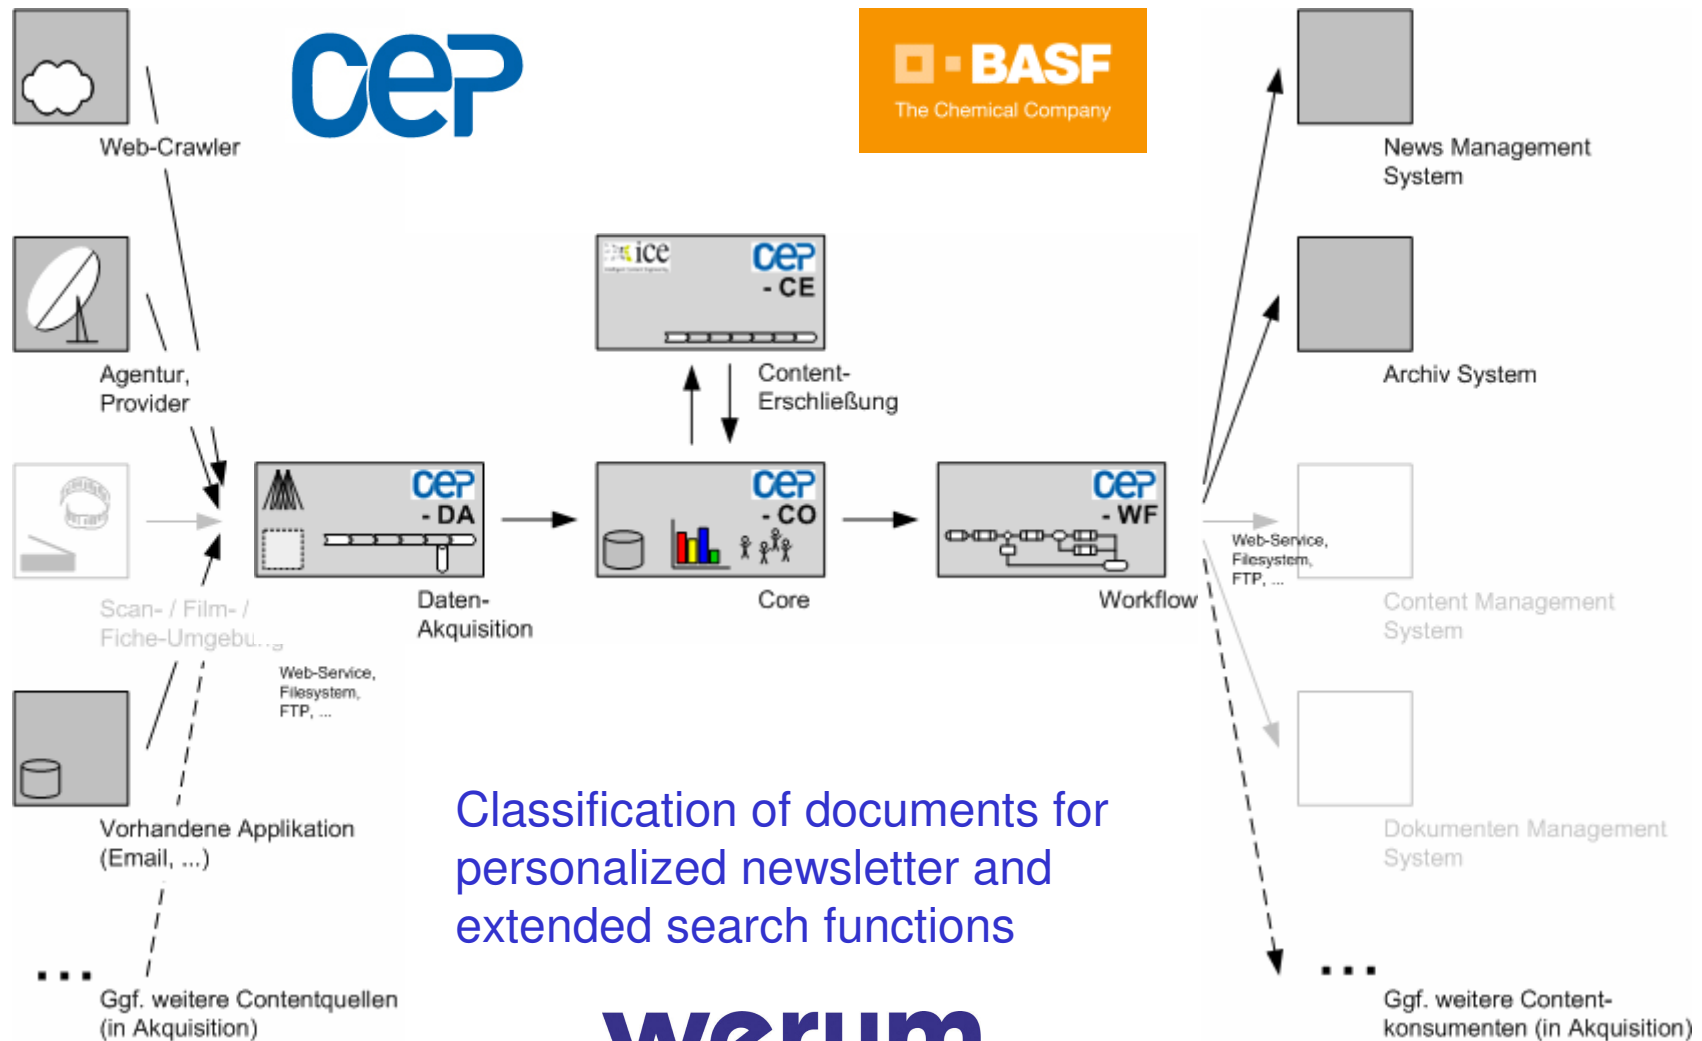 cep
BASF
The Chemical Company
Web-Crawler
News Management
System
ice
cep
- CE
Agentur,
Provider
Content-
Erschließung
Archiv System
cep
- DA
cep
- CO
cep
- WF
Web-Service,
Filesystem,
FTP, ...
Scan- / Film- /
Fiche-Umgebung
Daten-
Akquisition
Core
Workflow
Content Management
System
Web-Service,
Filesystem,
FTP, ...
Vorhandene Applikation
(Email, ...)
Classification of documents for
personalized newsletter and
extended search functions
Dokumenten Management
System
...
Ggf. weitere Contentquellen
(in Akquisition)
werum
...
Ggf. weitere Content-
konsumenten (in Akquisition)